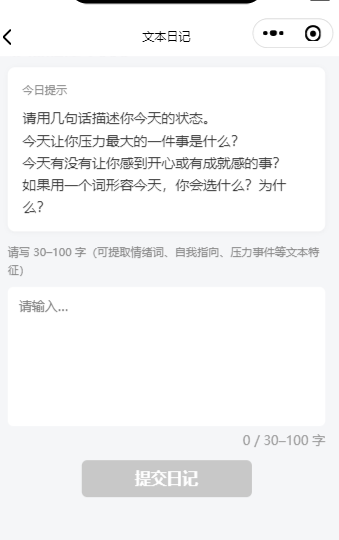 文本日记
今日提示
请用几句话描述你今天的状态。
今天让你压力最大的一件事是什么？
今天有没有让你感到开心或有成就感的事？
如果用一个词形容今天，你会选什么？为什
么？
请写 30–100 字（可提取情绪词、自我指向、压力事件等文本特
征）
请输入...
0 / 30–100 字
提交日记